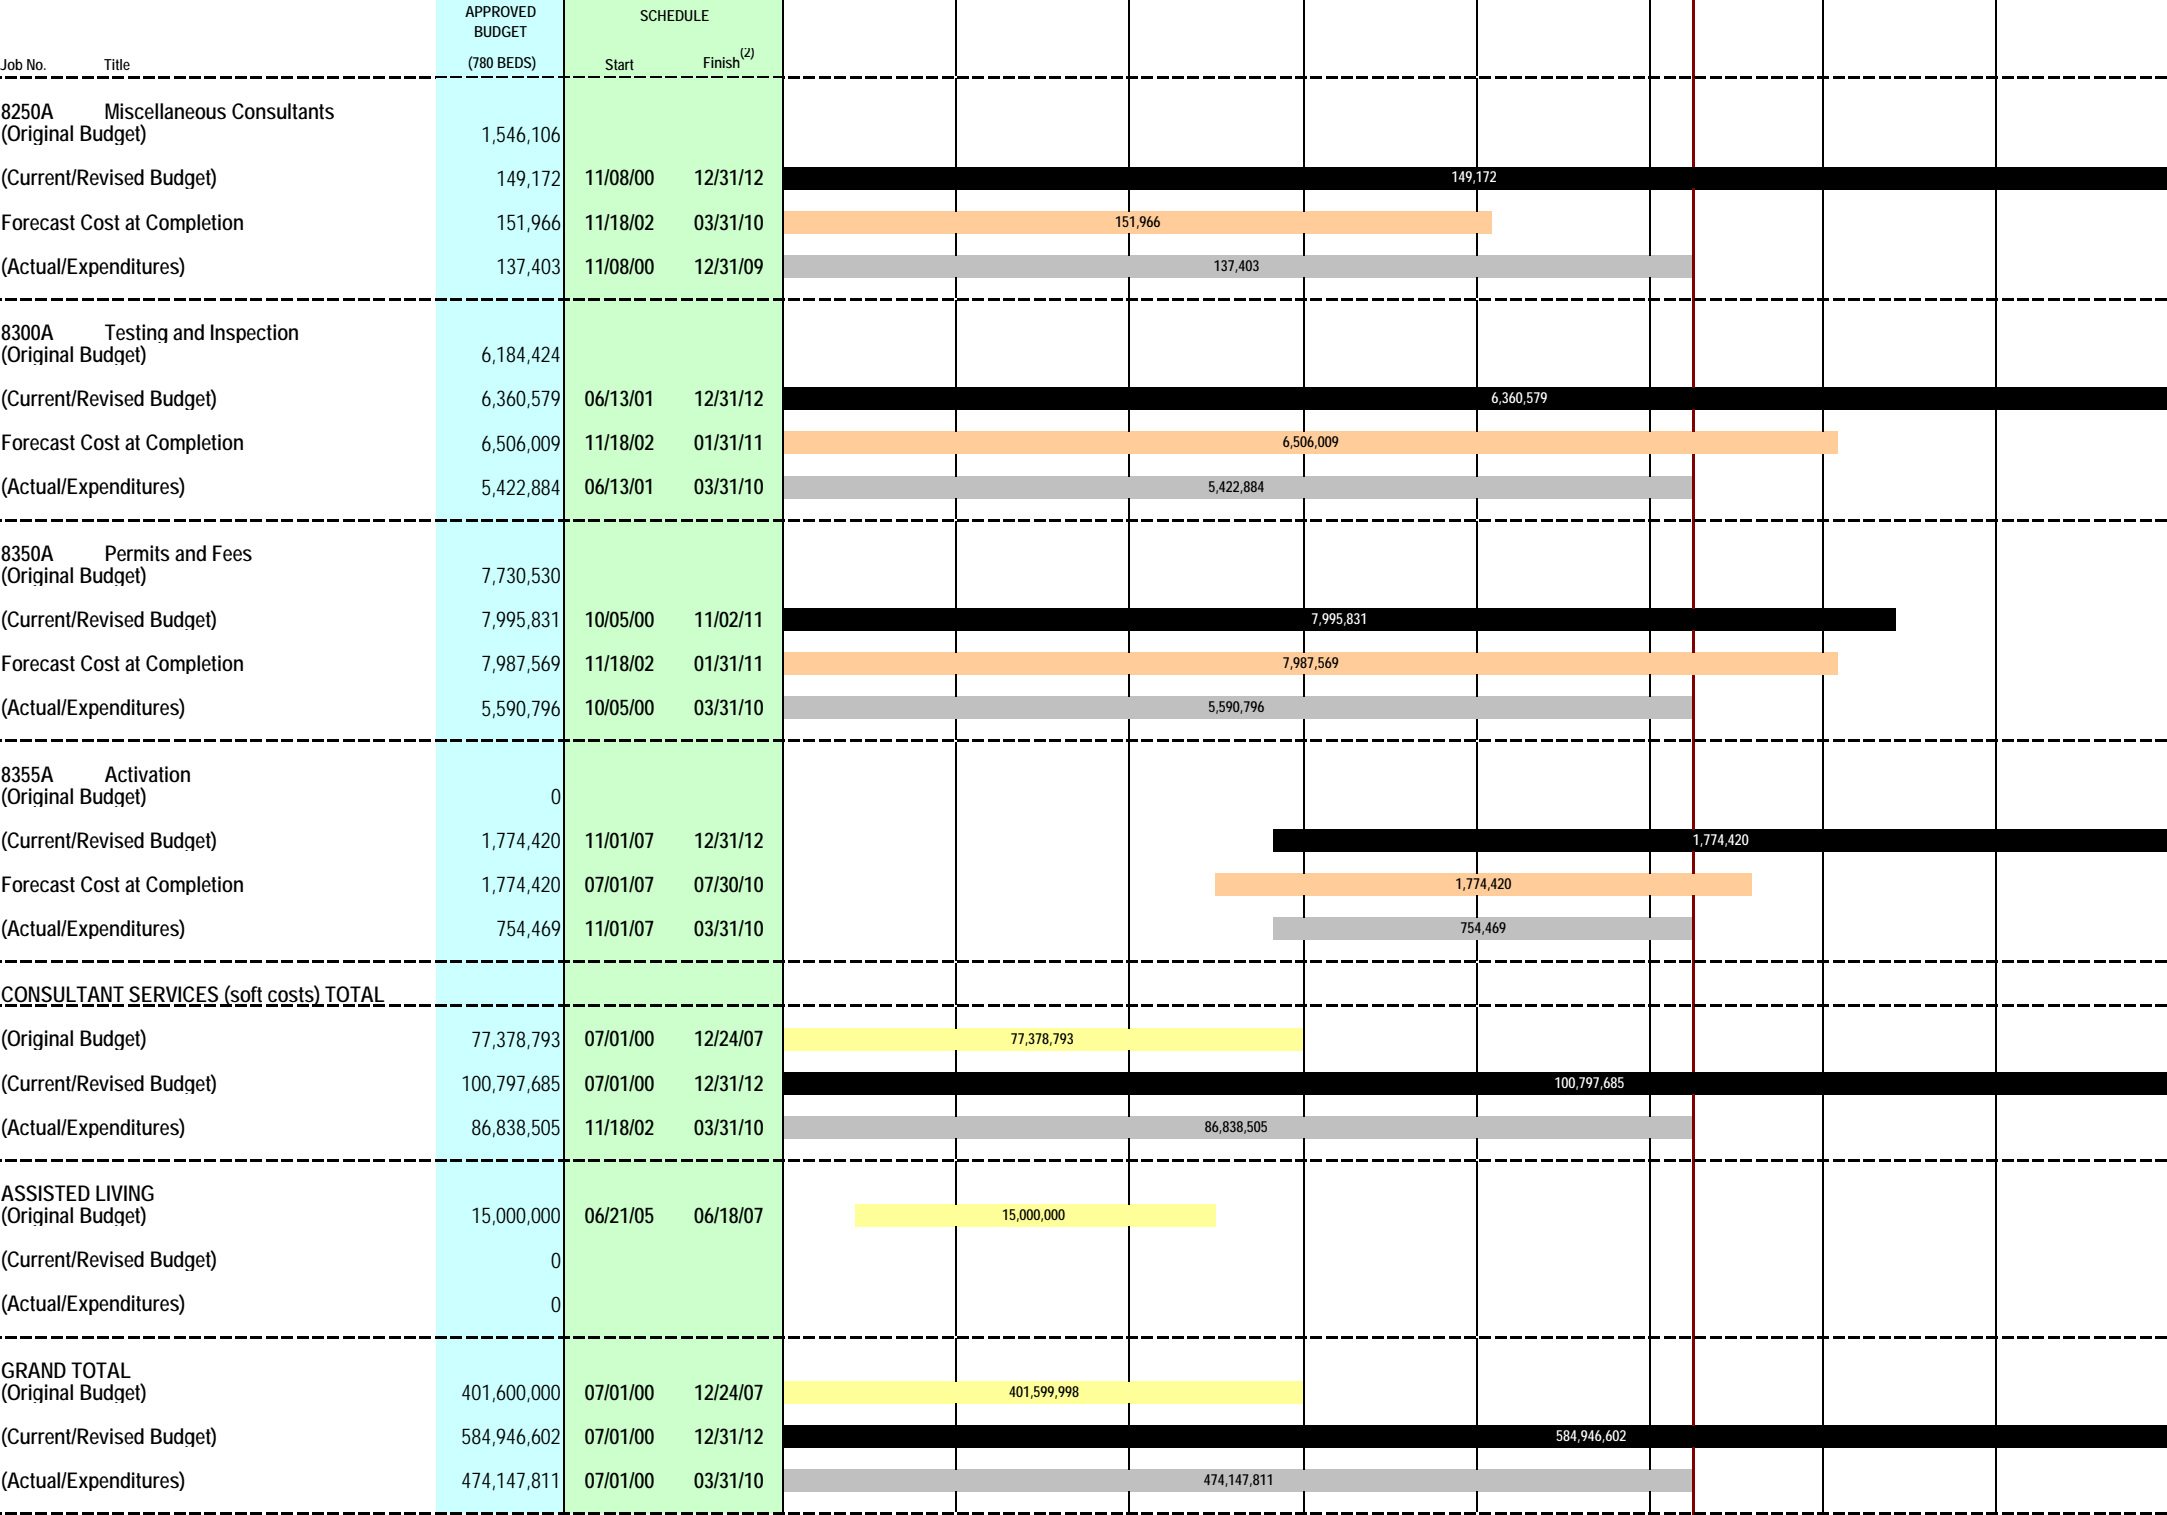 APPROVED SCHEDULE
BUDGET
Job No. Title (780 BEDS) Start Finish(2)
8250A Miscellaneous Consultants
(Original Budget) 1,546,106
(Current/Revised Budget) 149,172 11/08/00 12/31/12 149,172
Forecast Cost at Completion 151,966 11/18/02 03/31/10 151,966
(Actual/Expenditures) 137,403 11/08/00 12/31/09 137,403
8300A Testing and Inspection
(Original Budget) 6,184,424
(Current/Revised Budget) 6,360,579 06/13/01 12/31/12 6,360,579
Forecast Cost at Completion 6,506,009 11/18/02 01/31/11 6,506,009
(Actual/Expenditures) 5,422,884 06/13/01 03/31/10 5,422,884
8350A Permits and Fees
(Original Budget) 7,730,530
(Current/Revised Budget) 7,995,831 10/05/00 11/02/11 7,995,831
Forecast Cost at Completion 7,987,569 11/18/02 01/31/11 7,987,569
(Actual/Expenditures) 5,590,796 10/05/00 03/31/10 5,590,796
8355A Activation
(Original Budget) 0
(Current/Revised Budget) 1,774,420 11/01/07 12/31/12 1,774,420
Forecast Cost at Completion 1,774,420 07/01/07 07/30/10 1,774,420
(Actual/Expenditures) 754,469 11/01/07 03/31/10 754,469
CONSULTANT SERVICES (soft costs) TOTAL
(Original Budget) 77,378,793 07/01/00 12/24/07 77,378,793
(Current/Revised Budget) 100,797,685 07/01/00 12/31/12 100,797,685
(Actual/Expenditures) 86,838,505 11/18/02 03/31/10 86,838,505
ASSISTED LIVING
(Original Budget) 15,000,000 06/21/05 06/18/07 15,000,000
(Current/Revised Budget) 0
(Actual/Expenditures) 0
GRAND TOTAL
(Original Budget) 401,600,000 07/01/00 12/24/07 401,599,998
(Current/Revised Budget) 584,946,602 07/01/00 12/31/12 584,946,602
(Actual/Expenditures) 474,147,811 07/01/00 03/31/10 474,147,811